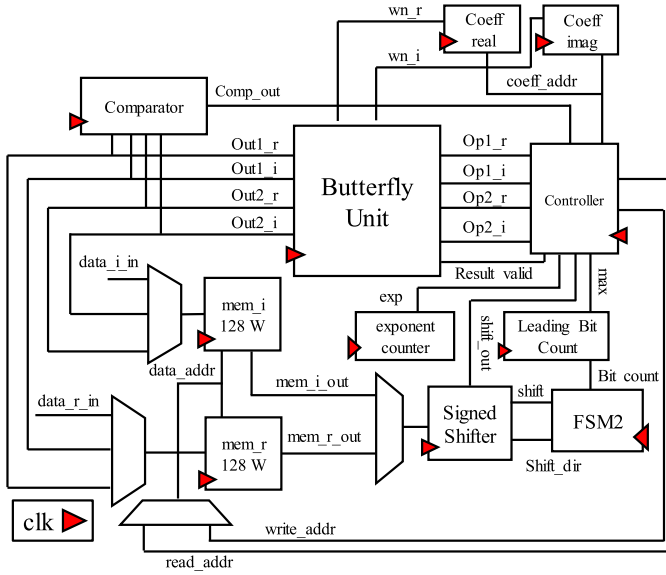 wn_r
Coeff
real
Coeff
imag
wn_i
coeff_addr
Comp_out
Comparator
Out1_r
Out1_i
Out2_r
Out2_i
Butterfly
Unit
Op1_r
Op1_i
Op2_r
Op2_i
Controller
Result valid
data_i_in
mem_i
128 W
exp
exponent
counter
shift_out
max
Leading Bit
Count
data_addr
mem_i_out
Bit count
data_r_in
mem_r
128 W
mem_r_out
Signed
Shifter
shift
FSM2
Shift_dir
clk
write_addr
read_addr